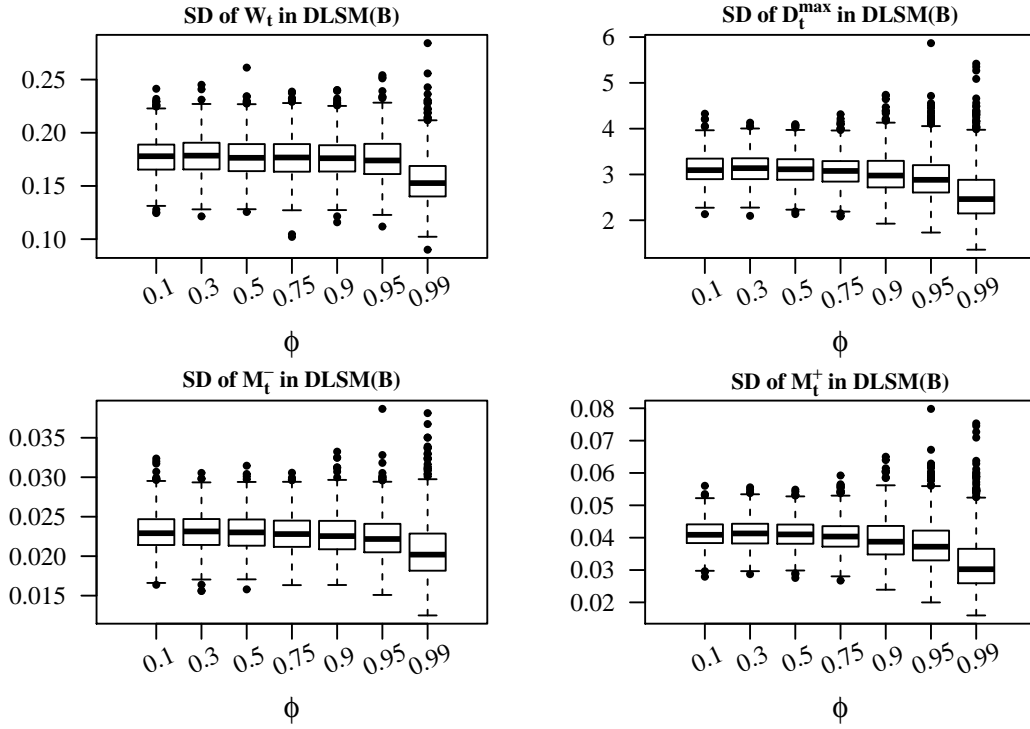 SD of W_t in DLSM(B)
0.25
0.20
0.15
0.10
0.1 0.3 0.5 0.75 0.9 0.95 0.99
ϕ
SD of D_t^max in DLSM(B)
6
5
4
3
2
0.1 0.3 0.5 0.75 0.9 0.95 0.99
ϕ
SD of M_t^− in DLSM(B)
0.035
0.030
0.025
0.020
0.015
0.1 0.3 0.5 0.75 0.9 0.95 0.99
ϕ
SD of M_t^+ in DLSM(B)
0.08
0.07
0.06
0.05
0.04
0.03
0.02
0.1 0.3 0.5 0.75 0.9 0.95 0.99
ϕ